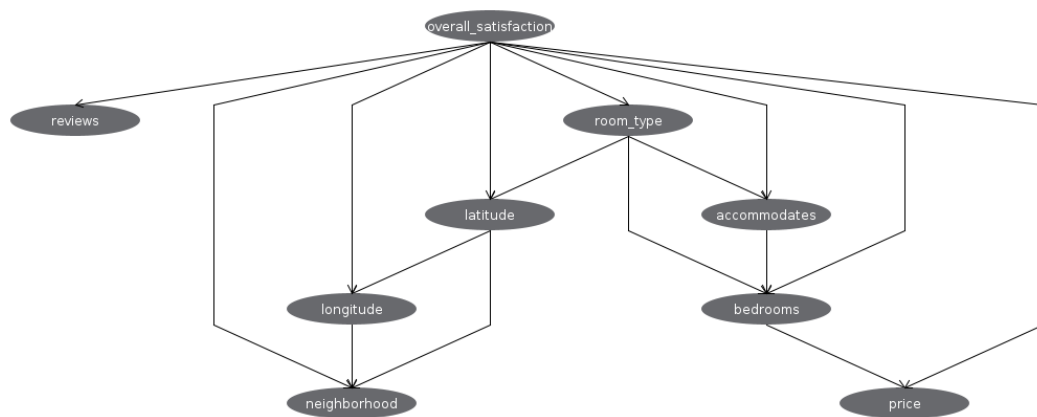 overall_satisfaction
reviews
room_type
latitude
accommodates
longitude
bedrooms
neighborhood
price